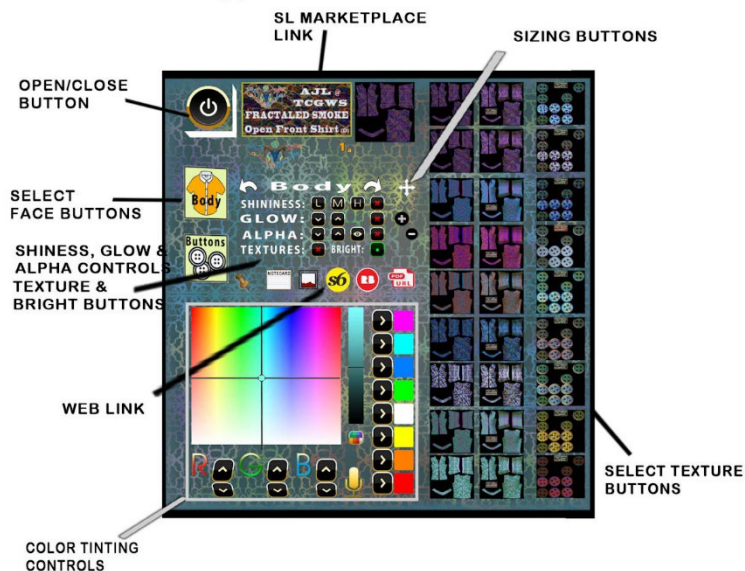 SL MARKETPLACE
LINK
SIZING BUTTONS
OPEN/CLOSE
BUTTON
AJL @
TCGWS
FRACTALED SMOKE
Open Front Shirt
1.
SELECT
FACE BUTTONS
Body
Body
SHININESS: L M H
GLOW:
ALPHA:
TEXTURES: BRIGHT:
Buttons
SHINESS, GLOW &
ALPHA CONTROLS
TEXTURE &
BRIGHT BUTTONS
NOTECARD
s6
PDF
URL
WEB LINK
R G B
SELECT TEXTURE
BUTTONS
COLOR TINTING
CONTROLS